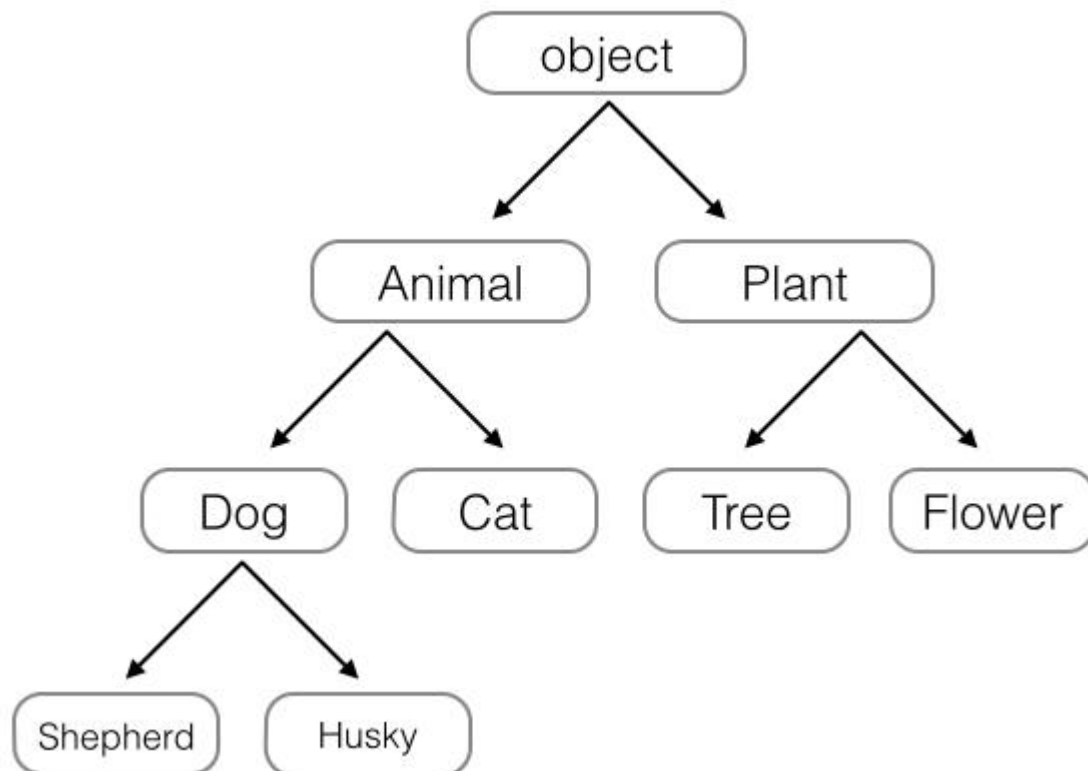 object
Animal
Plant
Dog
Cat
Tree
Flower
Shepherd
Husky